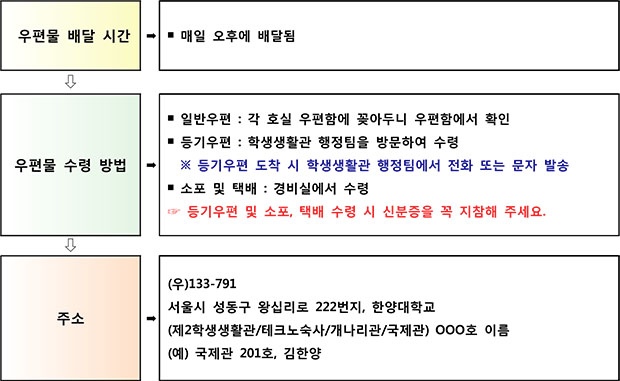 우편물 배달 시간 ➡ ■ 매일 오후에 배달됨
⇩
우편물 수령 방법 ➡
■ 일반우편 : 각 호실 우편함에 꽂아두니 우편함에서 확인
■ 등기우편 : 학생생활관 행정팀을 방문하여 수령
※ 등기우편 도착 시 학생생활관 행정팀에서 전화 또는 문자 발송
■ 소포 및 택배 : 경비실에서 수령
☞ 등기우편 및 소포, 택배 수령 시 신분증을 꼭 지참해 주세요.
⇩
주소 ➡
(우)133-791
서울시 성동구 왕십리로 222번지, 한양대학교
(제2학생생활관/테크노숙사/개나리관/국제관) OOO호 이름
(예) 국제관 201호, 김한양